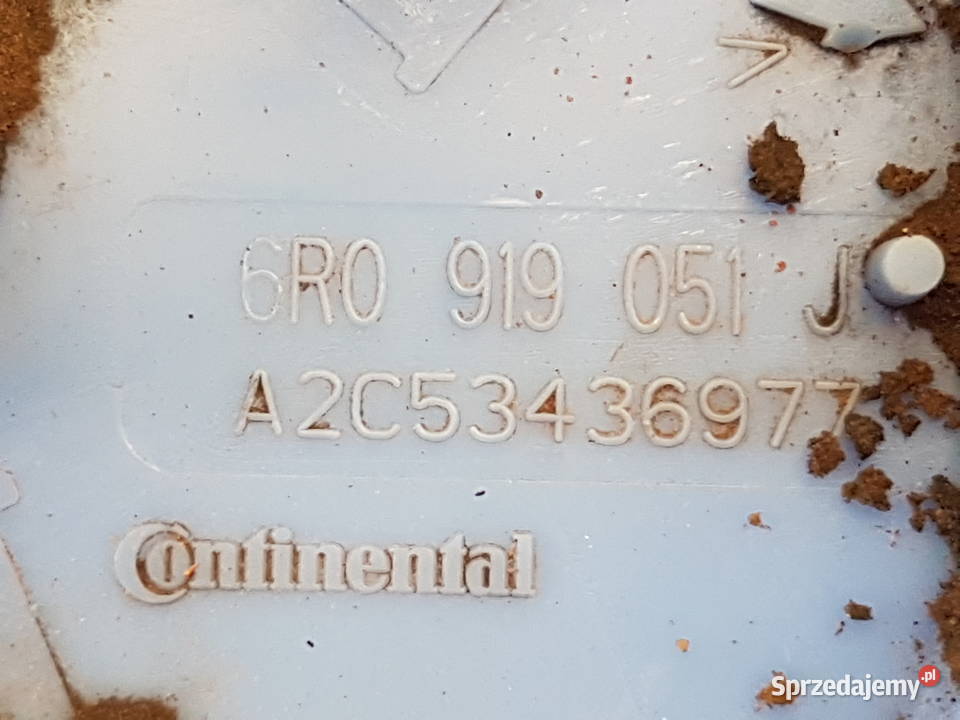 6R0 919 051 J
A2C53436977
Continental
Sprzedajemy.pl